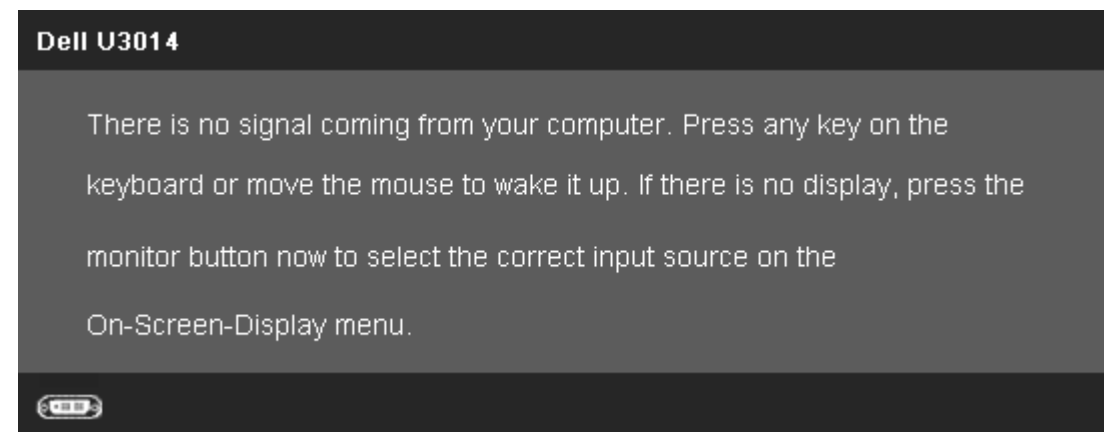 Dell U3014
There is no signal coming from your computer. Press any key on the
keyboard or move the mouse to wake it up. If there is no display, press the
monitor button now to select the correct input source on the
On-Screen-Display menu.